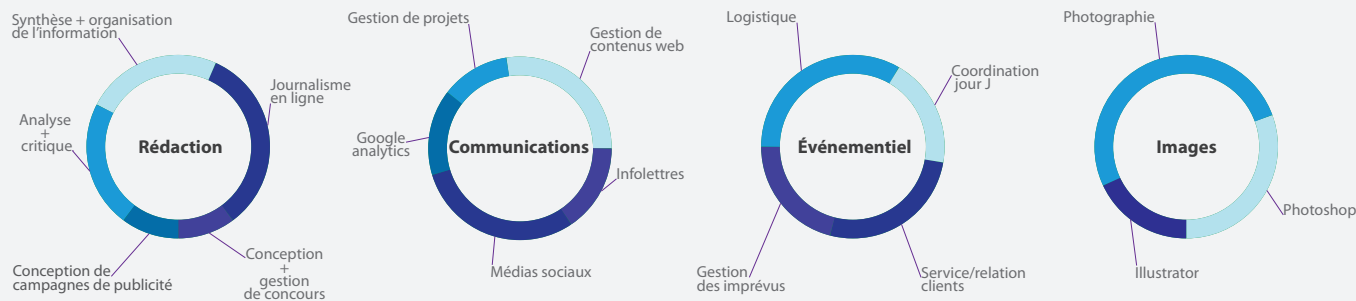 Synthèse + organisation
de l'information
Journalisme
en ligne
Analyse
+
critique
Rédaction
Conception de
campagnes de publicité
Conception
+
gestion
de concours
Gestion de projets
Gestion de
contenus web
Google
analytics
Communications
Infolettres
Médias sociaux
Logistique
Coordination
jour J
Événementiel
Gestion
des imprévus
Service/relation
clients
Photographie
Images
Photoshop
Illustrator